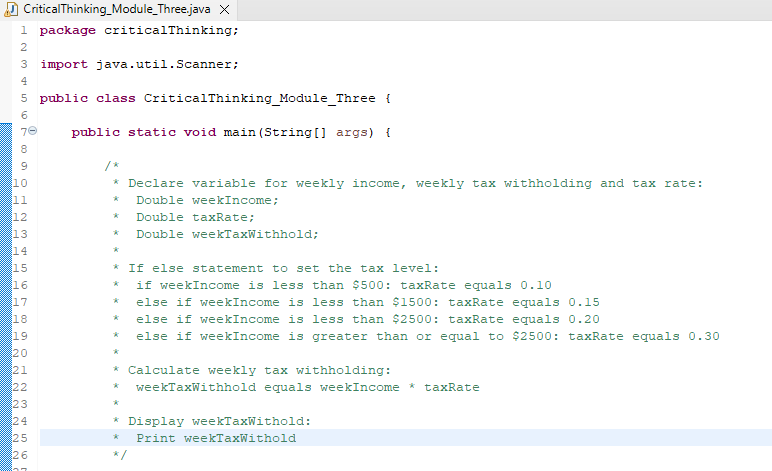 CriticalThinking_Module_Three.java
1 package criticalThinking;
2
3 import java.util.Scanner;
4
5 public class CriticalThinking_Module_Three {
6
7 public static void main(String[] args) {
8
9 /*
10 * Declare variable for weekly income, weekly tax withholding and tax rate:
11 * Double weekIncome;
12 * Double taxRate;
13 * Double weekTaxWithhold;
14 *
15 * If else statement to set the tax level:
16 * if weekIncome is less than $500: taxRate equals 0.10
17 * else if weekIncome is less than $1500: taxRate equals 0.15
18 * else if weekIncome is less than $2500: taxRate equals 0.20
19 * else if weekIncome is greater than or equal to $2500: taxRate equals 0.30
20 *
21 * Calculate weekly tax withholding:
22 * weekTaxWithhold equals weekIncome * taxRate
23 *
24 * Display weekTaxWithold:
25 * Print weekTaxWithold
26 */